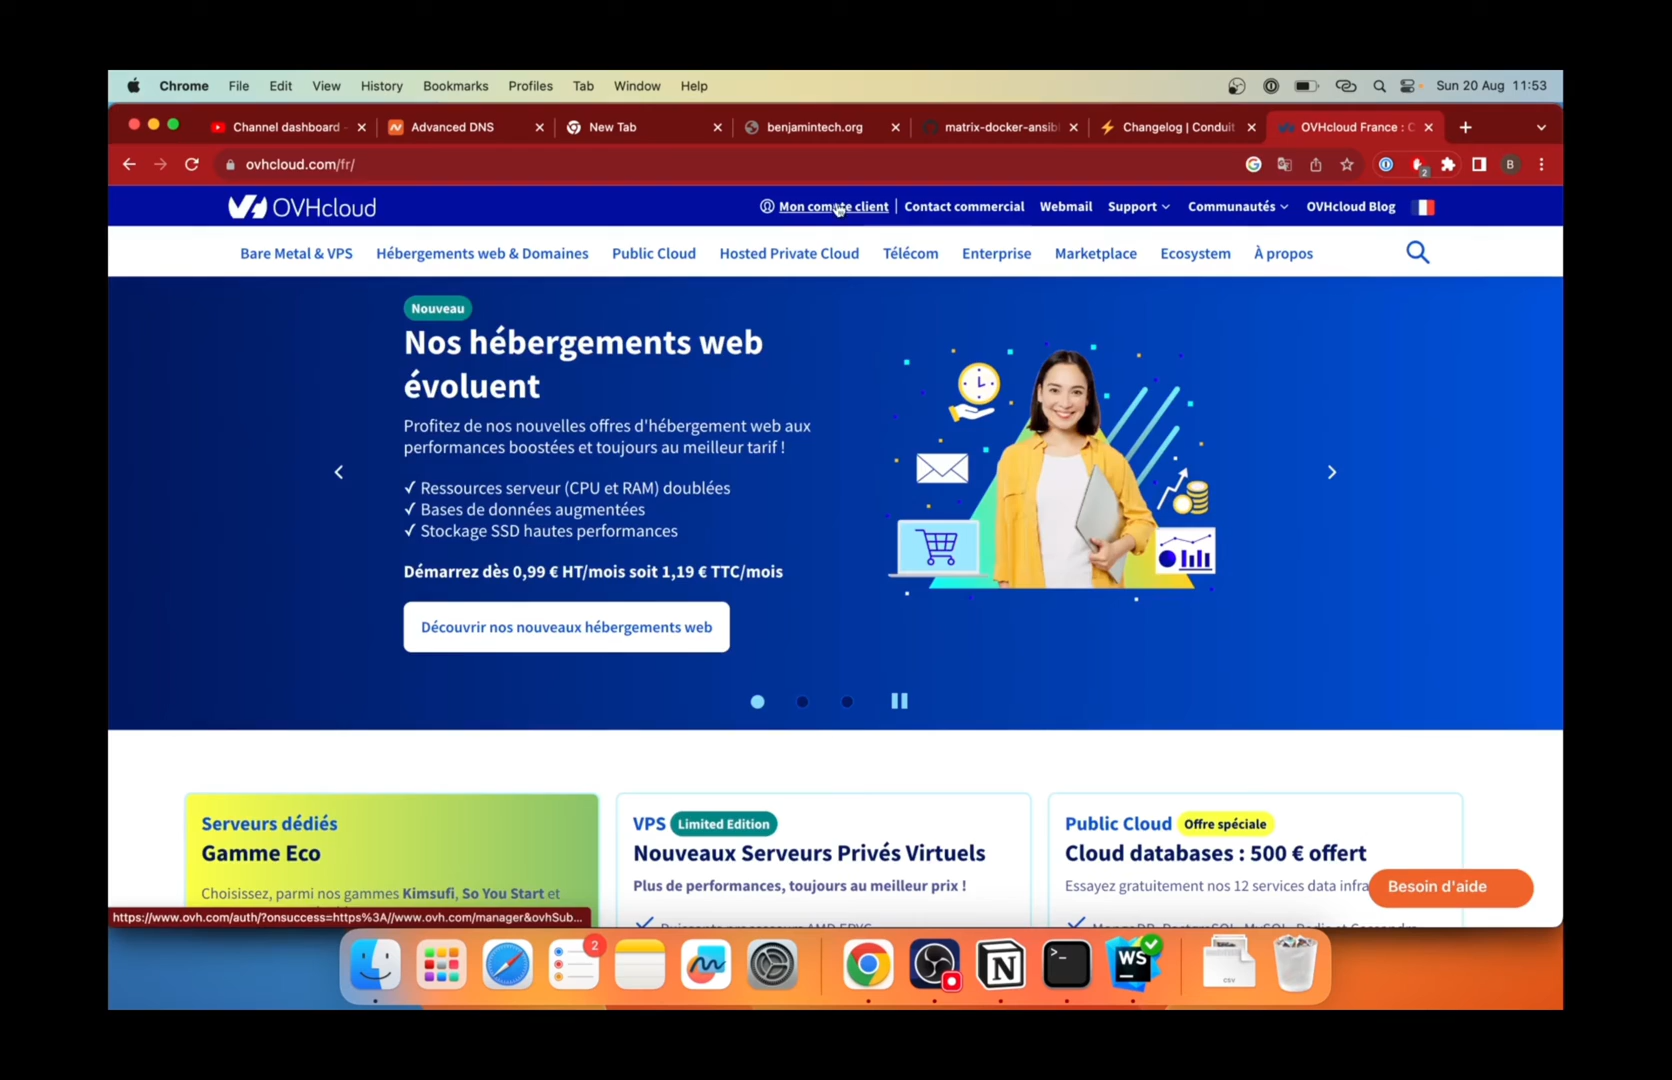 Chrome File Edit View History Bookmarks Profiles Tab Window Help Sun 20 Aug 11:53
Channel dashboard Advanced DNS New Tab benjamintech.org matrix-docker-ansibl Changelog | Conduit OVHcloud France : C
ovhcloud.com/fr/ 2 B
OVHcloud Mon compte client Contact commercial Webmail Support Communautés OVHcloud Blog
Bare Metal & VPS Hébergements web & Domaines Public Cloud Hosted Private Cloud Télécom Enterprise Marketplace Ecosystem À propos
Nouveau
Nos hébergements web
évoluent
Profitez de nos nouvelles offres d'hébergement web aux
performances boostées et toujours au meilleur tarif !
✓ Ressources serveur (CPU et RAM) doublées
✓ Bases de données augmentées
✓ Stockage SSD hautes performances
Démarrez dès 0,99 € HT/mois soit 1,19 € TTC/mois
Découvrir nos nouveaux hébergements web
Serveurs dédiés
Gamme Eco
Choisissez, parmi nos gammes Kimsufi, So You Start et
VPS Limited Edition
Nouveaux Serveurs Privés Virtuels
Plus de performances, toujours au meilleur prix !
Public Cloud Offre spéciale
Cloud databases : 500 € offert
Essayez gratuitement nos 12 services data infra
Besoin d'aide
https://www.ovh.com/auth/?onsuccess=https%3A//www.ovh.com/manager&ovhSub...
2
N
>_
WS
CSV